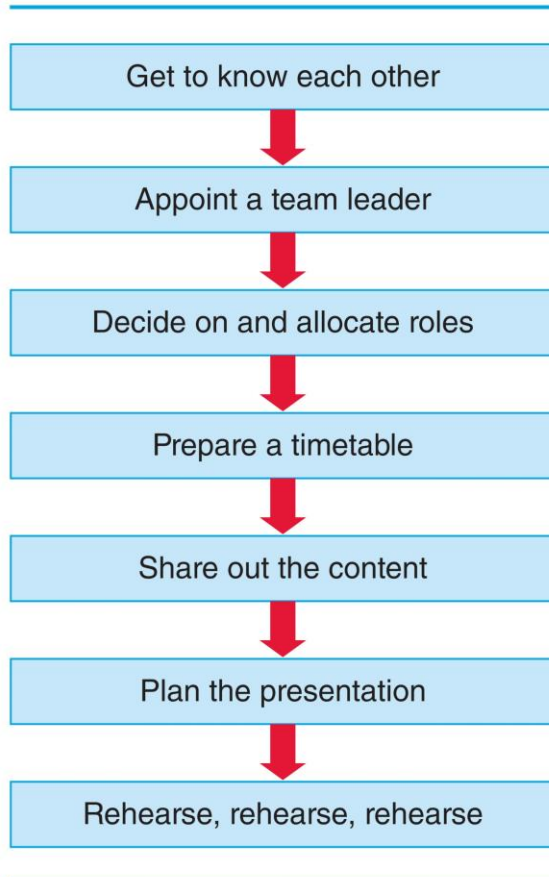 Get to know each other
Appoint a team leader
Decide on and allocate roles
Prepare a timetable
Share out the content
Plan the presentation
Rehearse, rehearse, rehearse